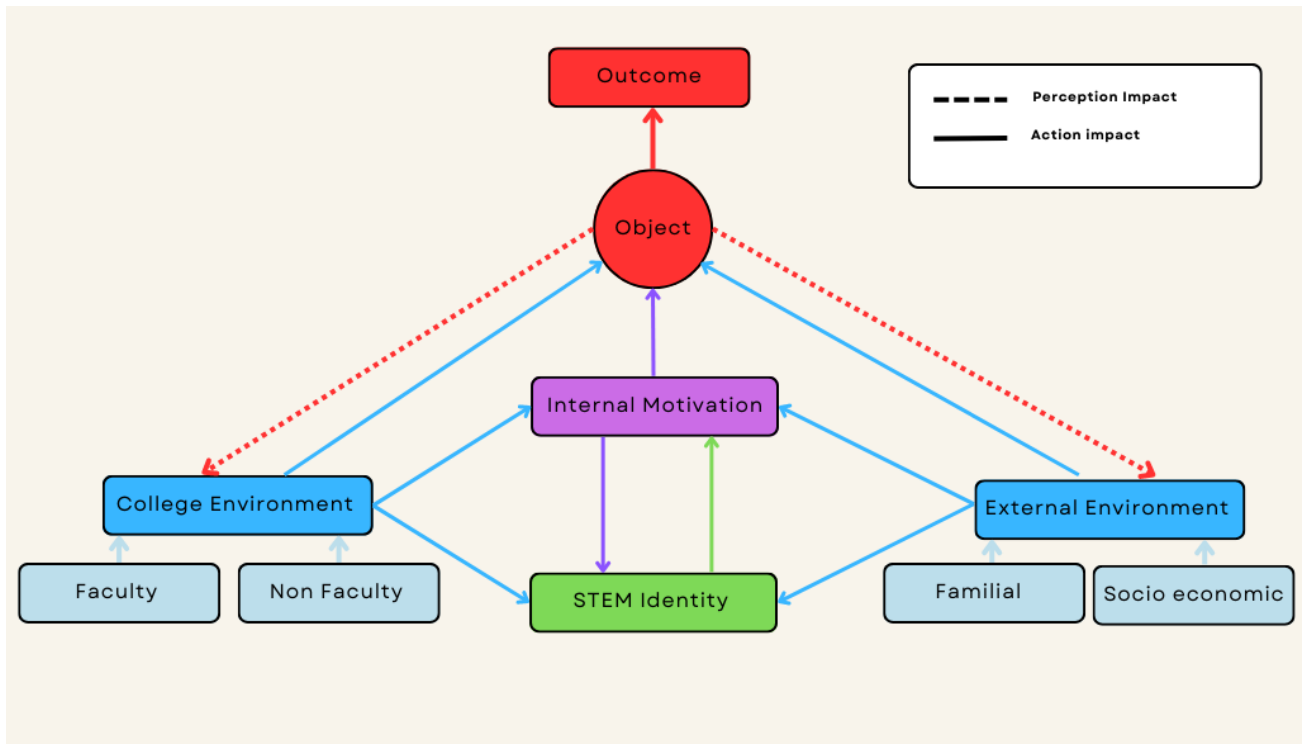 Outcome
Perception Impact
Action impact
Object
Internal Motivation
College Environment
External Environment
Faculty
Non Faculty
STEM Identity
Familial
Socio economic